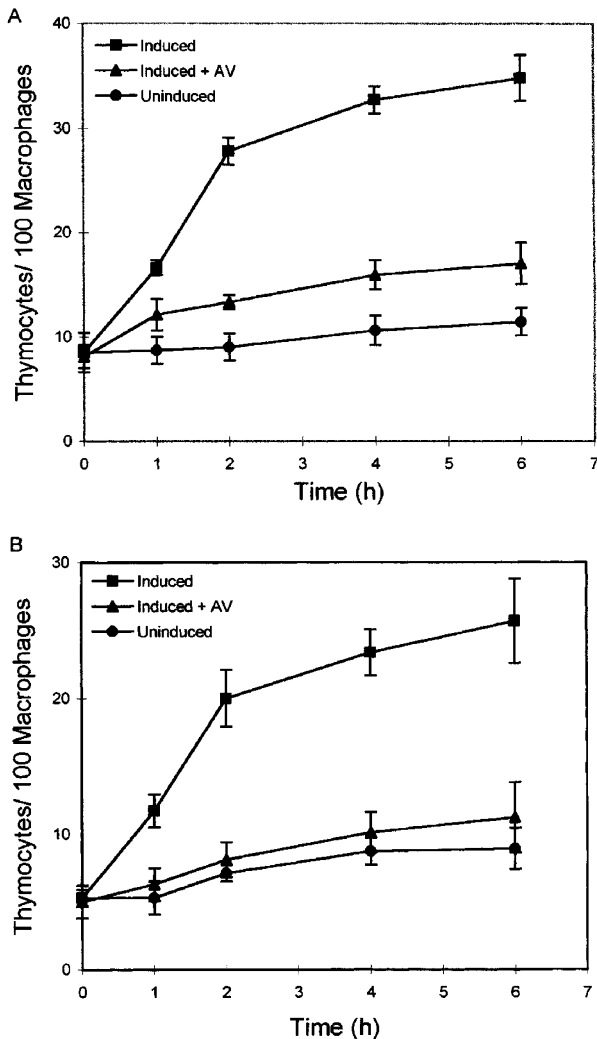 A
40
30
20
10
0
Thymocytes/ 100 Macrophages
Induced
Induced + AV
Uninduced
0 1 2 3 4 5 6 7
Time (h)
B
30
20
10
0
Thymocytes/ 100 Macrophages
Induced
Induced + AV
Uninduced
0 1 2 3 4 5 6 7
Time (h)